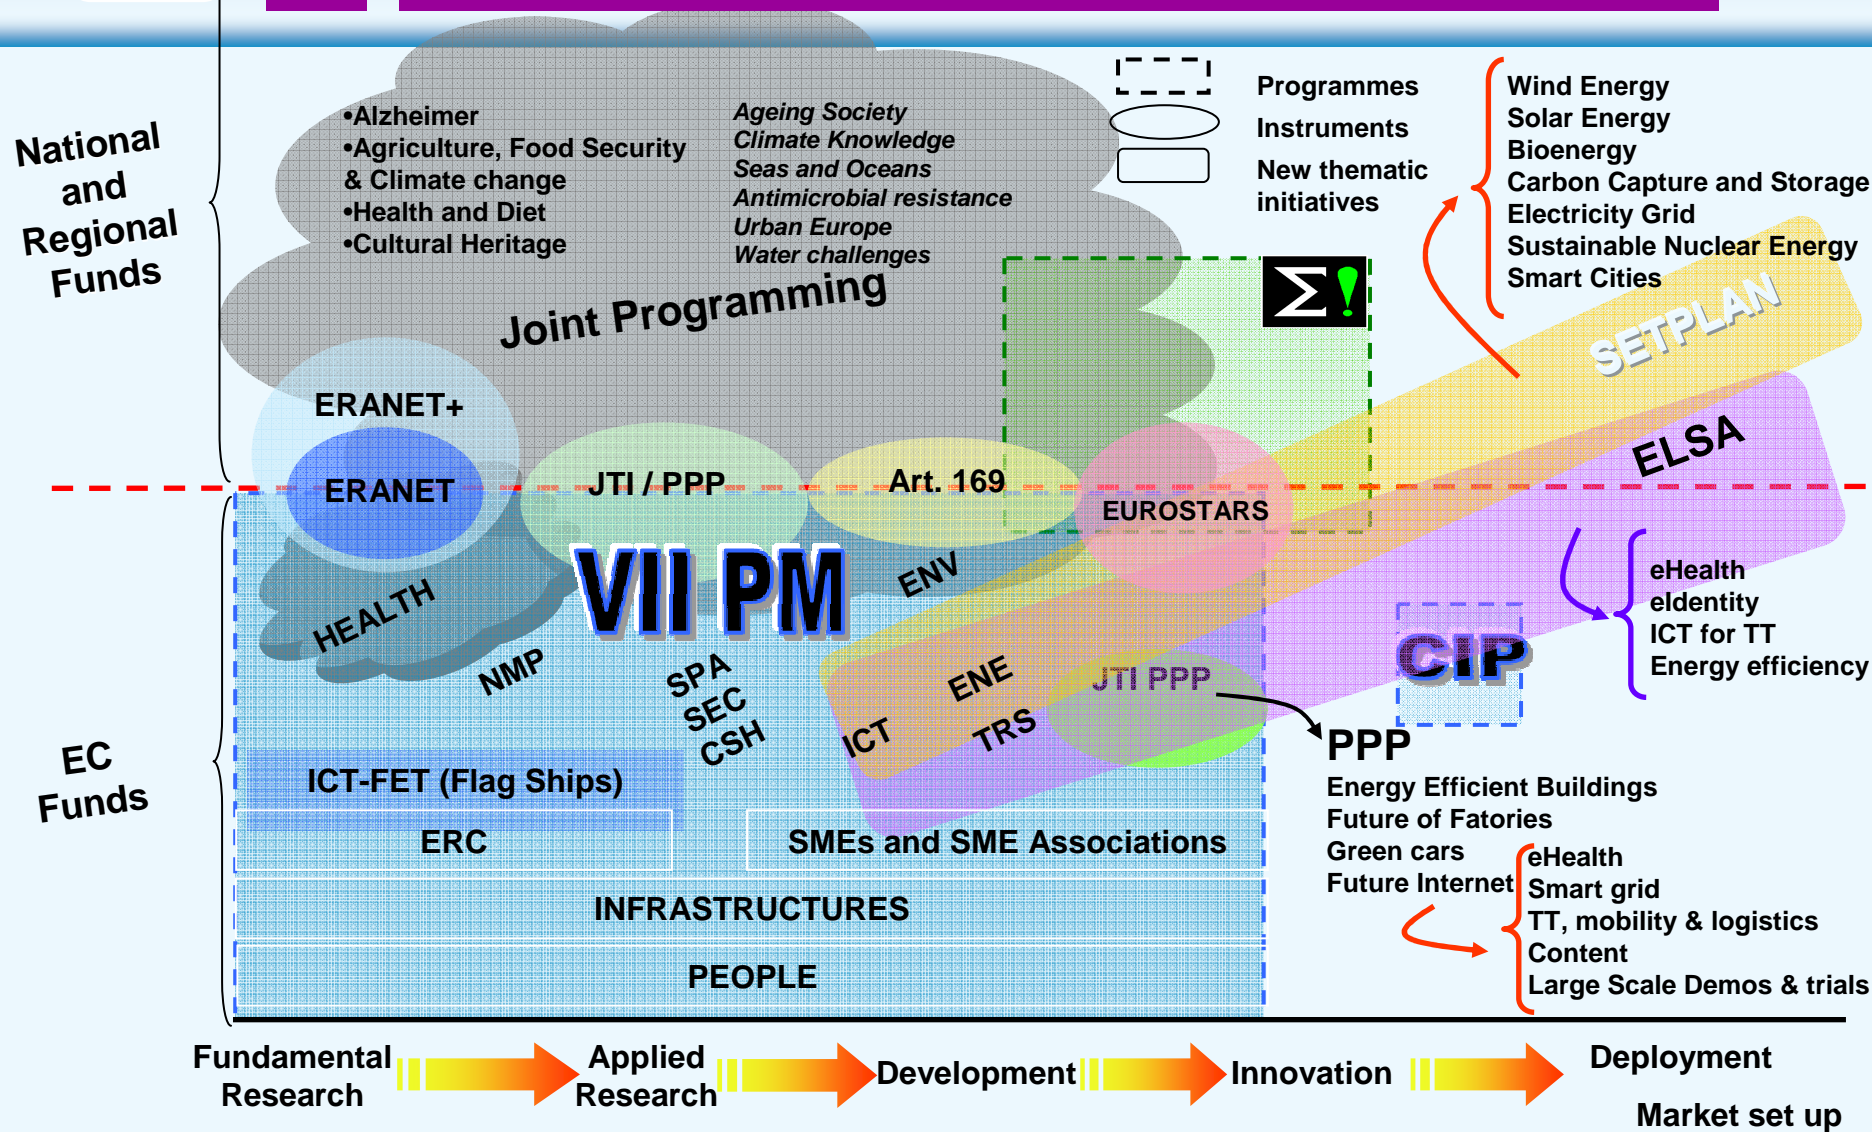 National
and
Regional
Funds
•Alzheimer
•Agriculture, Food Security
& Climate change
•Health and Diet
•Cultural Heritage
Ageing Society
Climate Knowledge
Seas and Oceans
Antimicrobial resistance
Urban Europe
Water challenges
Joint Programming
Programmes
Instruments
New thematic
initiatives
Wind Energy
Solar Energy
Bioenergy
Carbon Capture and Storage
Electricity Grid
Sustainable Nuclear Energy
Smart Cities
Σ!
SETPLAN
ELSA
ERANET+
ERANET
JTI / PPP
Art. 169
EUROSTARS
VII PM
HEALTH
NMP
SPA
SEC
CSH
ENV
ICT
ENE
TRS
JTI PPP
CIP
eHealth
eIdentity
ICT for TT
Energy efficiency
EC
Funds
ICT-FET (Flag Ships)
ERC
SMEs and SME Associations
INFRASTRUCTURES
PEOPLE
PPP
Energy Efficient Buildings
Future of Fatories
Green cars
Future Internet
eHealth
Smart grid
TT, mobility & logistics
Content
Large Scale Demos & trials
Fundamental
Research
Applied
Research
Development
Innovation
Deployment
Market set up